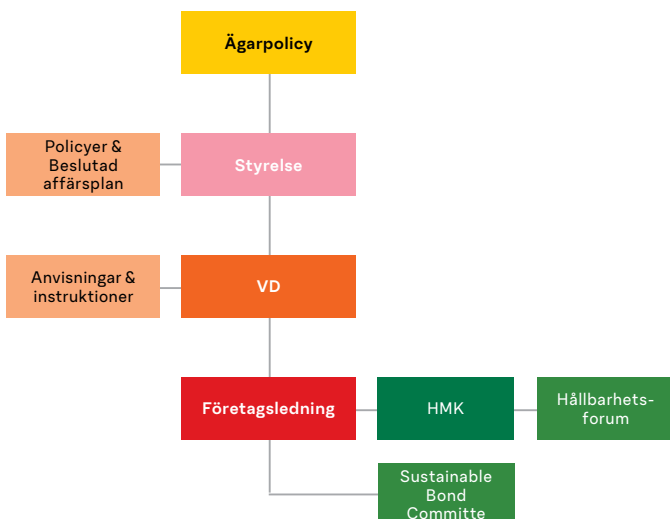 Ägarpolicy
Policyer &
Beslutad
affärsplan
Styrelse
Anvisningar &
instruktioner
VD
Företagsledning
HMK
Hållbarhets-
forum
Sustainable
Bond
Committe